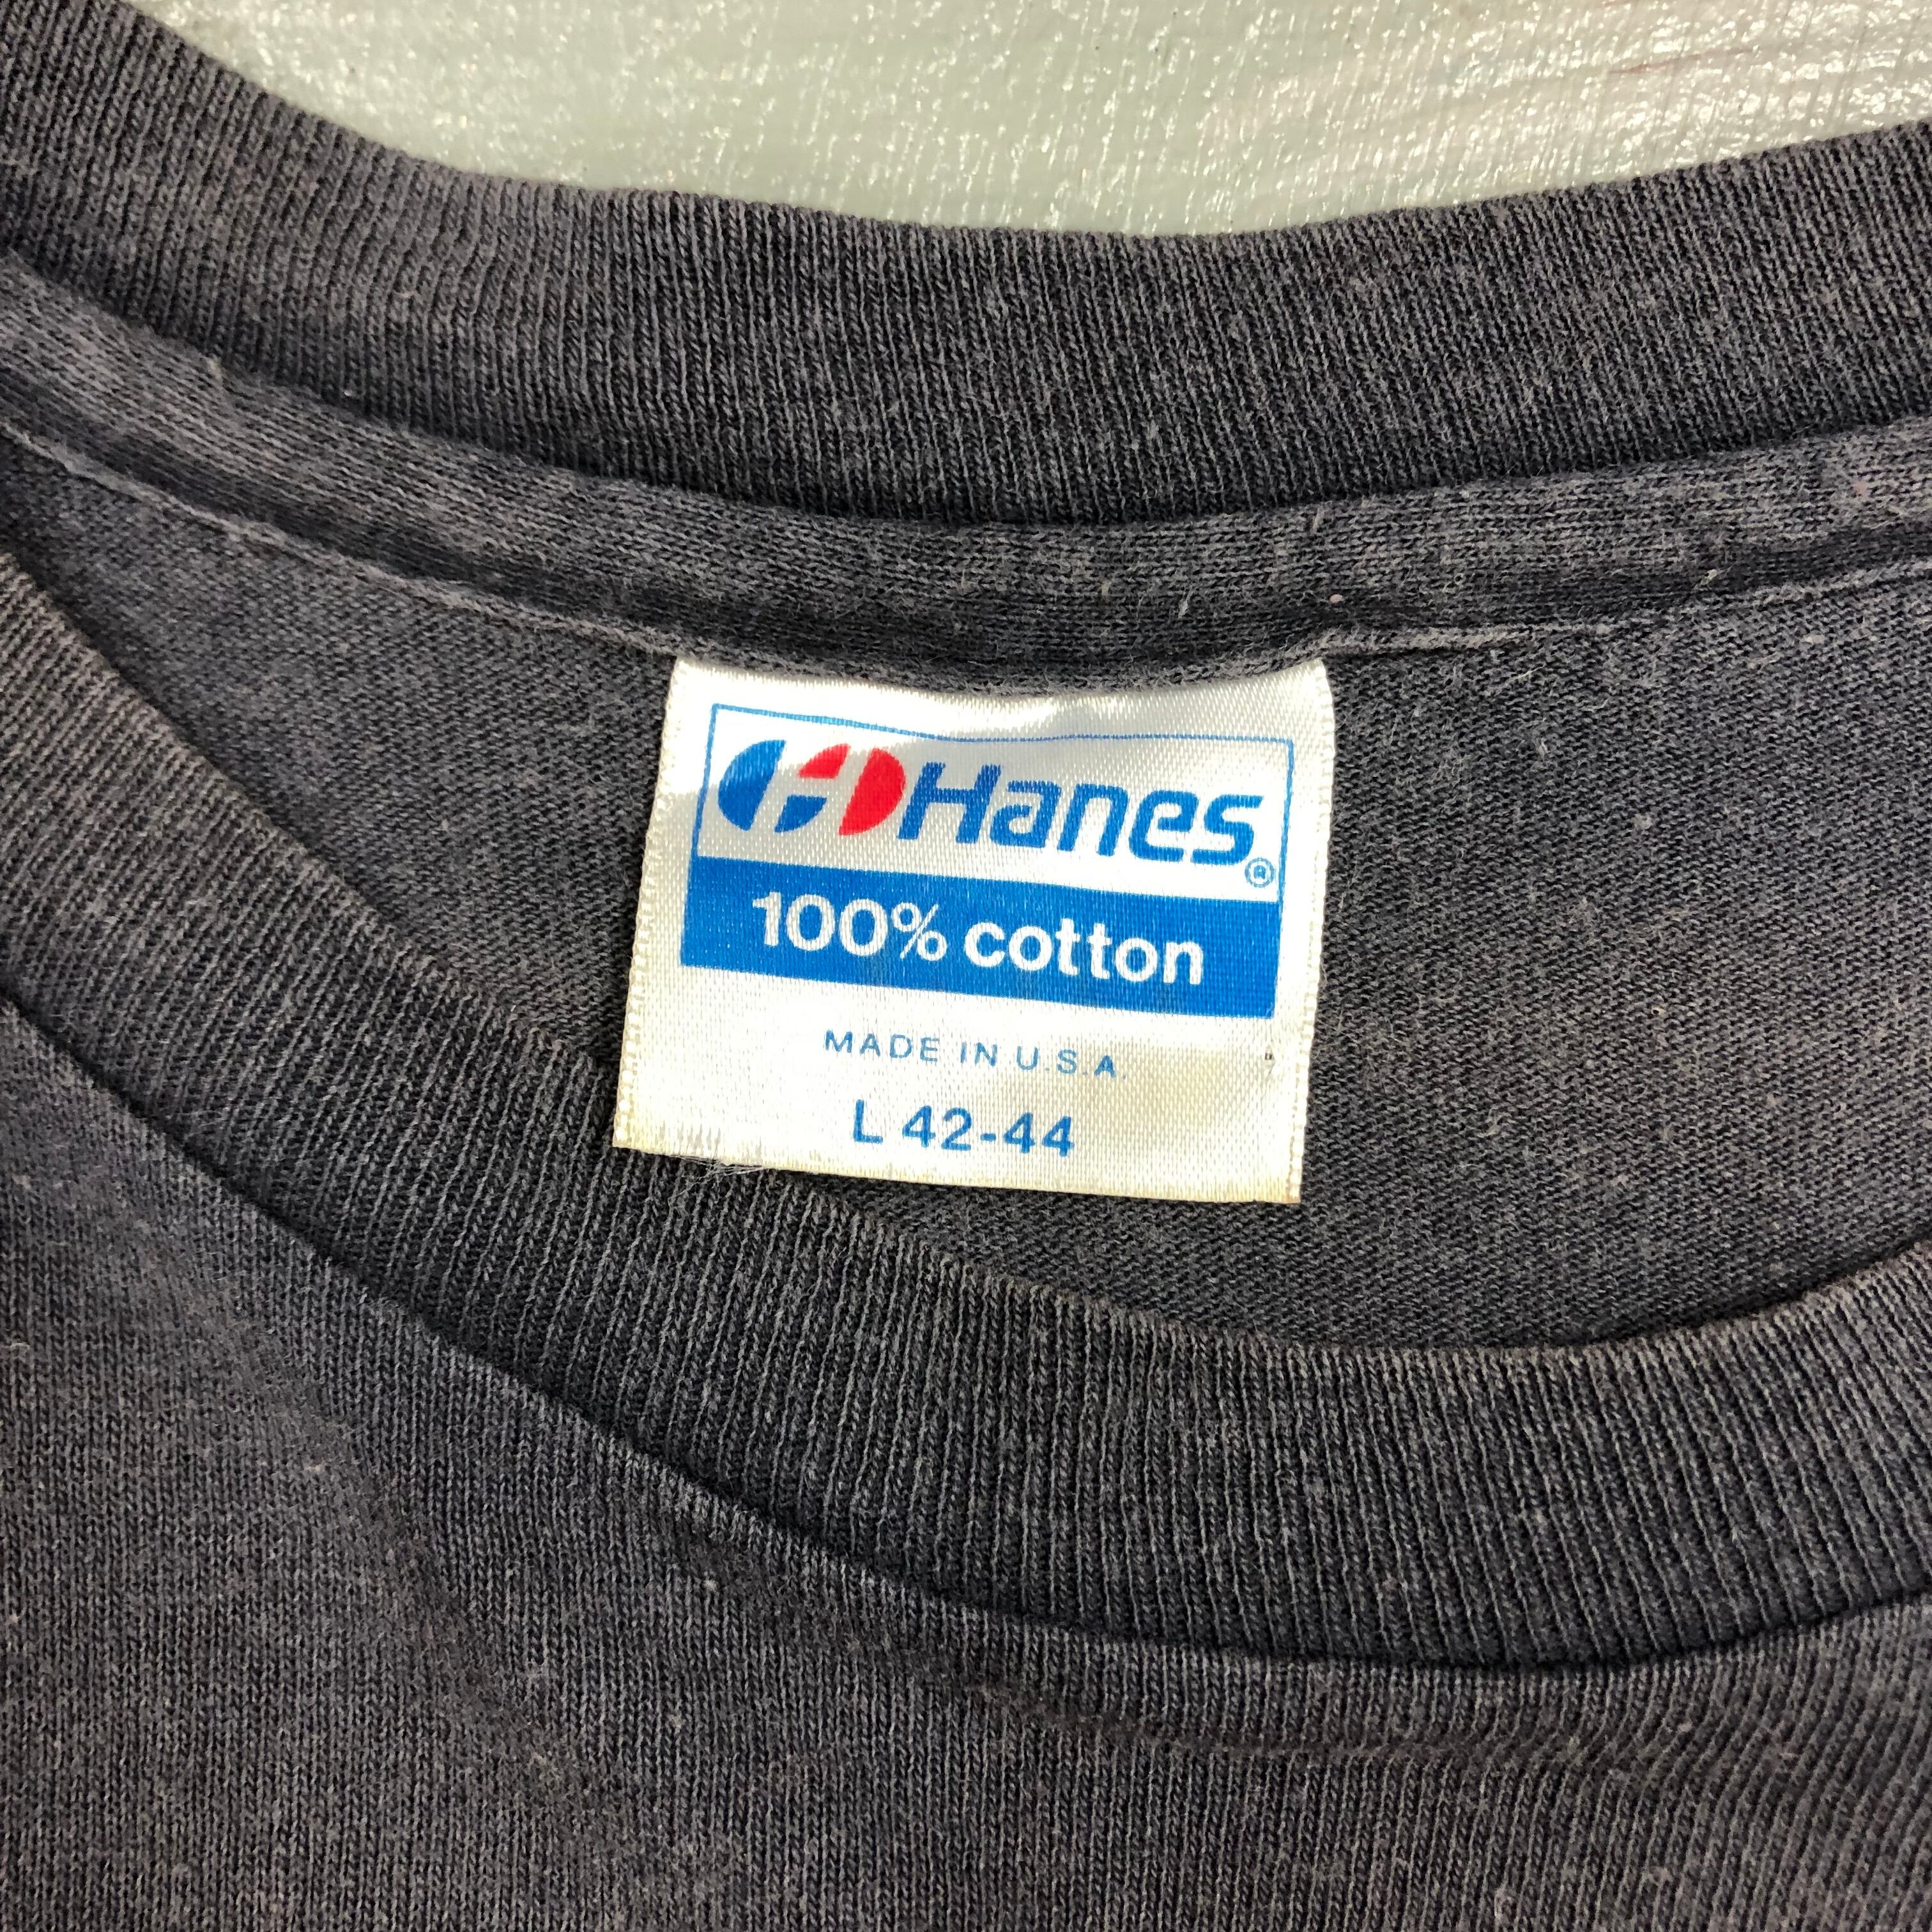 Hanes®
100% cotton
MADE IN U.S.A.
L 42-44